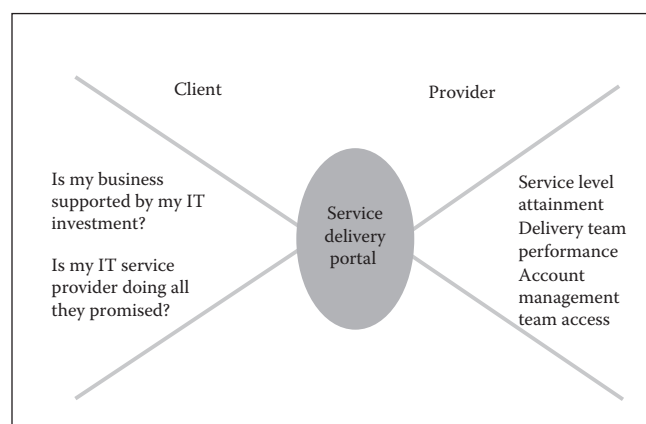 Client
Provider
Is my business
supported by my IT
investment?
Is my IT service
provider doing all
they promised?
Service
delivery
portal
Service level
attainment
Delivery team
performance
Account
management
team access